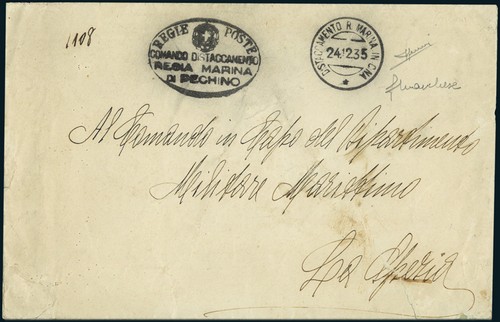 1108
REGIE POSTE
COMANDO DISTACCAMENTO
REGIA MARINA
DI PECHINO
DISTACCAMENTO R. MARINA IN CINA
24.12.35
Al Comando in Capo del Dipartimento
Militare Marittimo
La Spezia